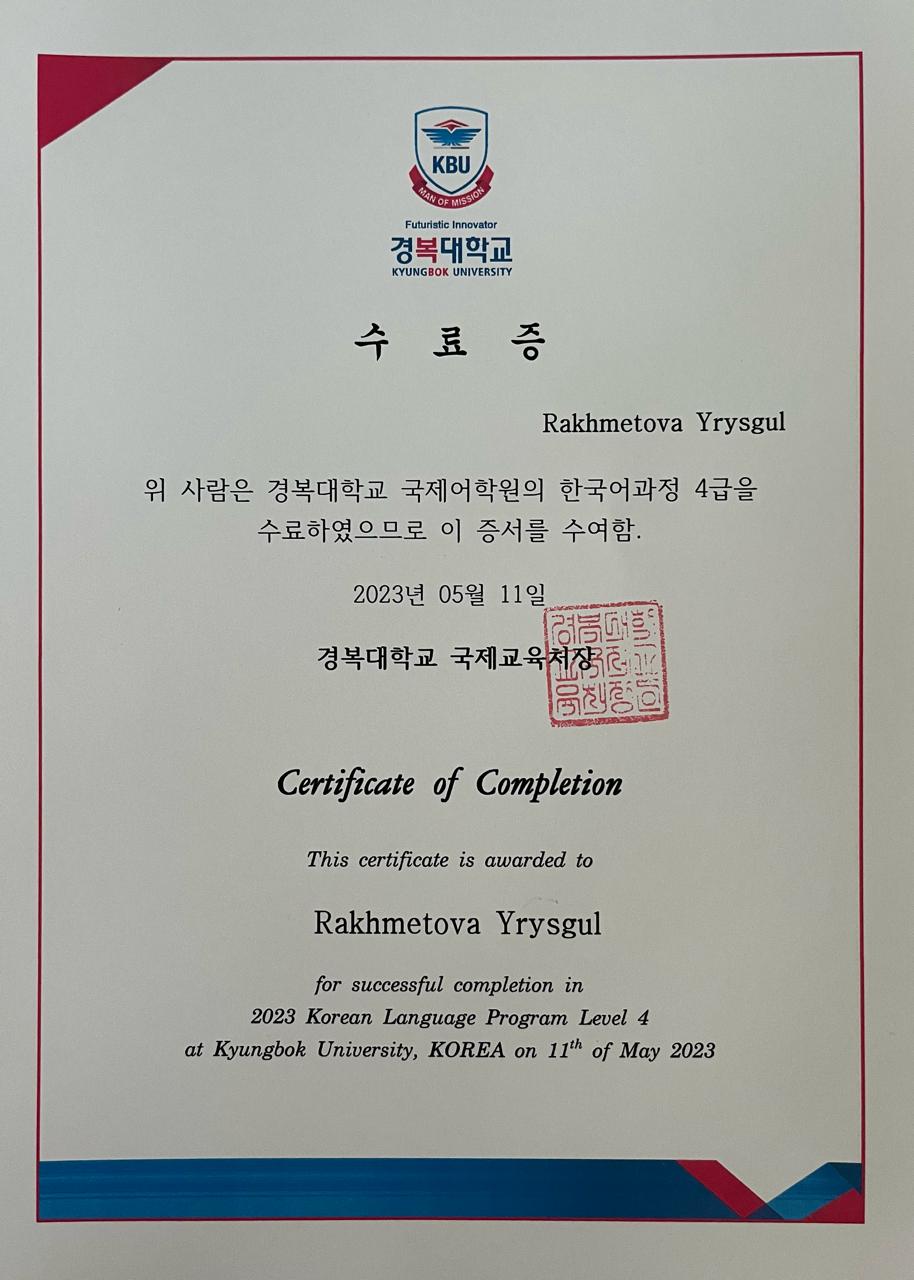 KBU
MAN OF MISSION
Futuristic Innovator
경복대학교
KYUNGBOK UNIVERSITY
수 료 증
Rakhmetova Yrysgul
위 사람은 경복대학교 국제어학원의 한국어과정 4급을
수료하였으므로 이 증서를 수여함.
2023년 05월 11일
경복대학교 국제교육처장
Certificate of Completion
This certificate is awarded to
Rakhmetova Yrysgul
for successful completion in
2023 Korean Language Program Level 4
at Kyungbok University, KOREA on 11th of May 2023